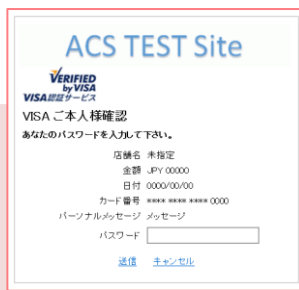 ACS TEST Site
VERIFIED
by VISA
VISA認証サービス
VISA ご本人様確認
あなたのパスワードを入力して下さい。
店舗名 未指定
金額 JPY 00000
日付 0000/00/00
カード番号 **** **** **** 0000
パーソナルメッセージ メッセージ
パスワード
送信 キャンセル